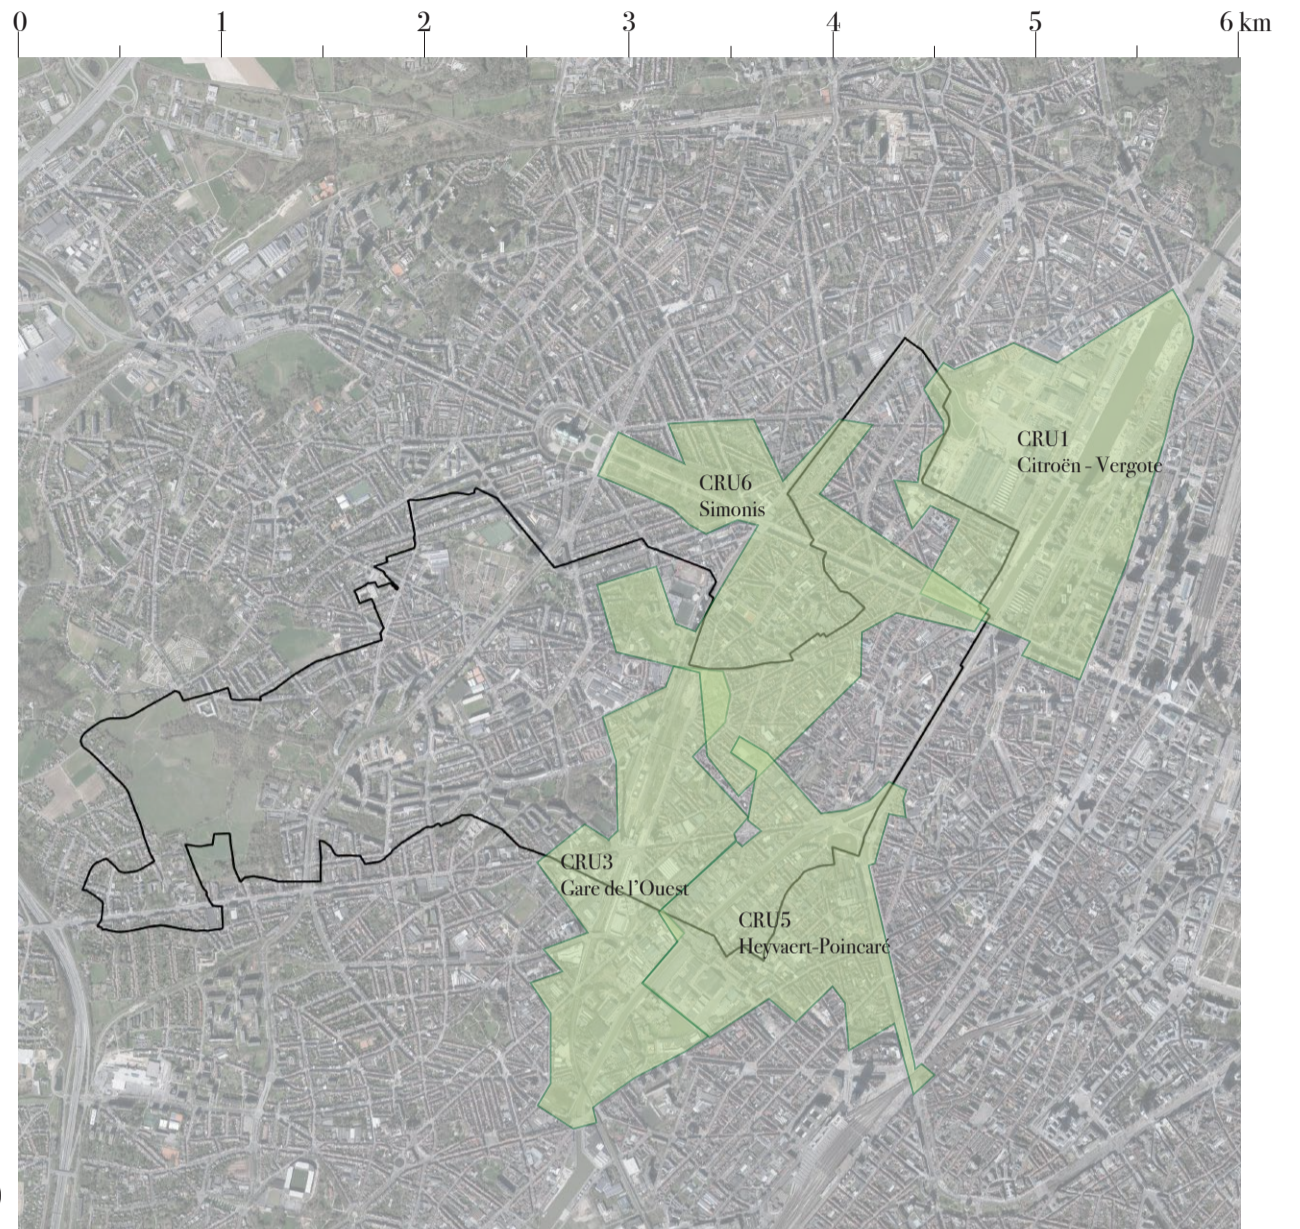 0 1 2 3 4 5 6 km
CRU1
Citroën - Vergote
CRU6
Simonis
CRU3
Gare de l'Ouest
CRU5
Heyvaert-Poincaré
)